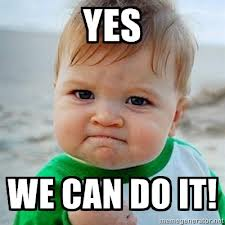 YES
WE CAN DO IT!
memegenerator.net